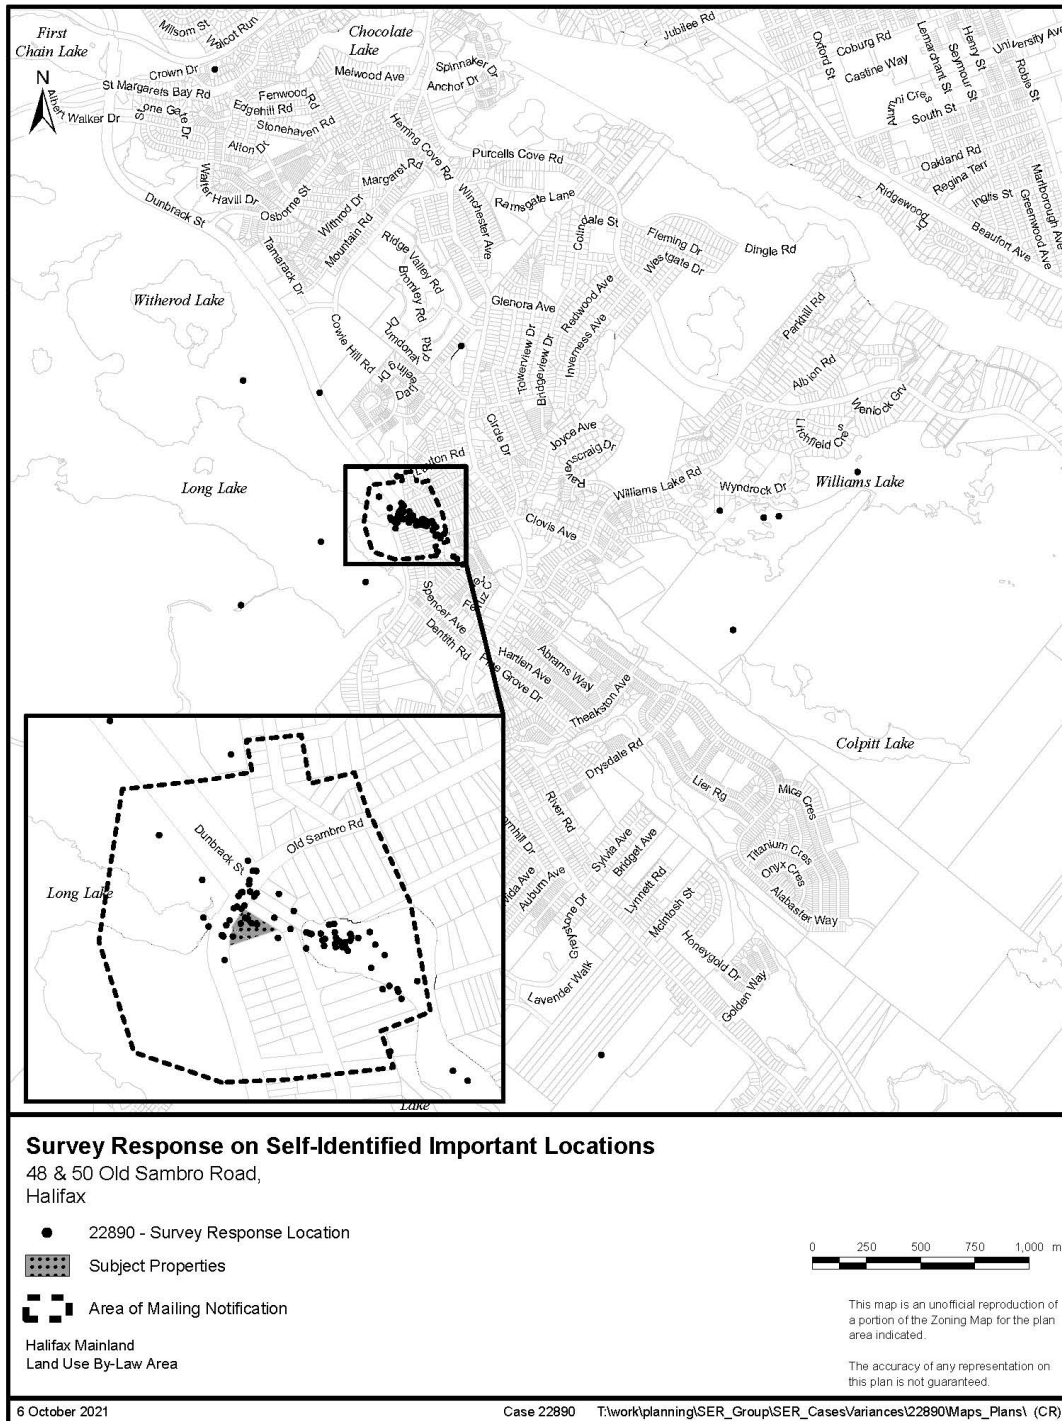 First
Chain Lake
Milsom St
Walcot Run
Chocolate
Lake
Jubilee Rd
Oxford St
Coburg Rd
Castine Way
Lemarchant St
Henry St
Seymour St
University Ave
Robie St
Alumni Cres
South St
Oakland Rd
Regina Terr
Inglis St
Marlborough Ave
Greenwood Ave
Ridgewood Dr
Beaufort Ave
N
Crown Dr
St Margarets Bay Rd
Melwood Ave
Spinnaker Dr
Anchor Dr
Walker Dr
Stone Gate Dr
Fenwood Rd
Edgehill Rd
Stonehaven Rd
Alton Dr
Herring Cove Rd
Purcells Cove Rd
Margaret Rd
Walter Havill Dr
Osborne St
Withrod Dr
Mountain Rd
Dunbrack St
Tamarack Dr
Winchester Ave
Ramsgate Lane
Colindale St
Fleming Dr
Westgate Dr
Dingle Rd
Ridge Valley Rd
Bromley Rd
Witherod Lake
Glenora Ave
Redwood Ave
Inverness Ave
Towerview Dr
Bridgeview Dr
Parkhill Rd
Albion Rd
Wenlock Grv
Litchfield Cres
Cowie Hill Rd
Circle Dr
Joyce Ave
Ravenscraig Dr
Williams Lake Rd
Wyndrock Dr
Williams Lake
Long Lake
Clovis Ave
Spencer Ave
Dentith Rd
Hartlen Ave
Abrams Way
Pine Grove Dr
Theakston Ave
Colpitt Lake
Drysdale Rd
Lier Rg
Mica Cres
River Rd
Sylvia Ave
Bridget Ave
Titanium Cres
Onyx Cres
Alabaster Way
Auburn Ave
Lynnett Rd
McIntosh St
Greystone Dr
Honeygold Dr
Golden Way
Lavender Walk
Dunbrack St
Old Sambro Rd
Long Lake
Lake
Survey Response on Self-Identified Important Locations
48 & 50 Old Sambro Road,
Halifax
22890 - Survey Response Location
Subject Properties
Area of Mailing Notification
Halifax Mainland
Land Use By-Law Area
0 250 500 750 1,000 m
This map is an unofficial reproduction of
a portion of the Zoning Map for the plan
area indicated.
The accuracy of any representation on
this plan is not guaranteed.
6 October 2021 Case 22890 T:\work\planning\SER_Group\SER_CasesVariances\22890\Maps_Plans\ (CR)